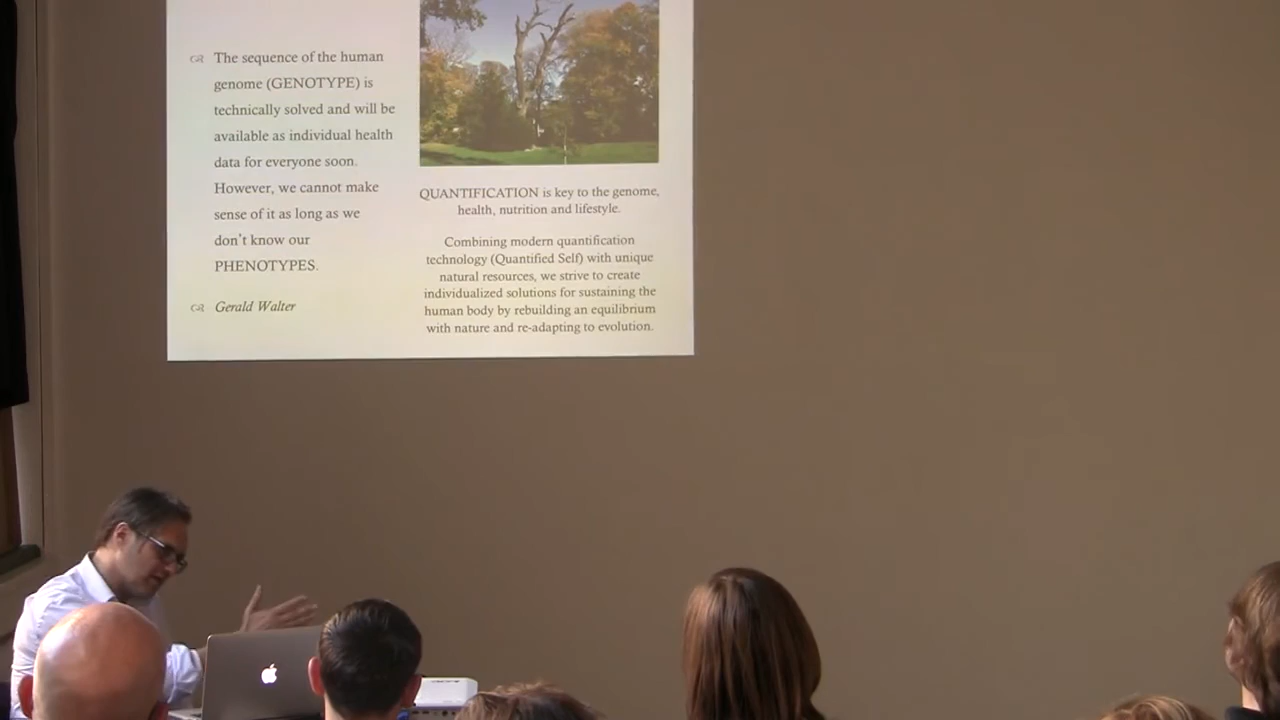 The sequence of the human
genome (GENOTYPE) is
technically solved and will be
available as individual health
data for everyone soon.
However, we cannot make
sense of it as long as we
don't know our
PHENOTYPES.
Gerald Walter
QUANTIFICATION is key to the genome,
health, nutrition and lifestyle.
Combining modern quantification
technology (Quantified Self) with unique
natural resources, we strive to create
individualized solutions for sustaining the
human body by rebuilding an equilibrium
with nature and re-adapting to evolution.